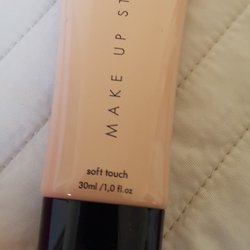 MAKE UP ST
soft touch
30ml /1,0 fl.oz